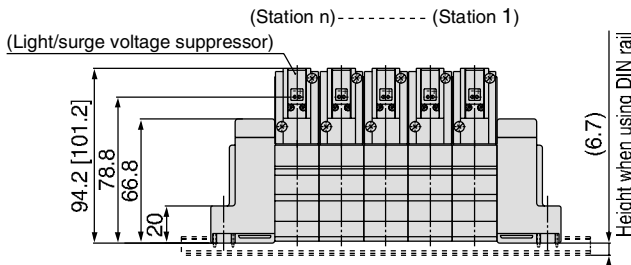 (Station n)---------- (Station 1)
(Light/surge voltage suppressor)
94.2 [101.2]
78.8
66.8
20
(6.7)
Height when using DIN rail